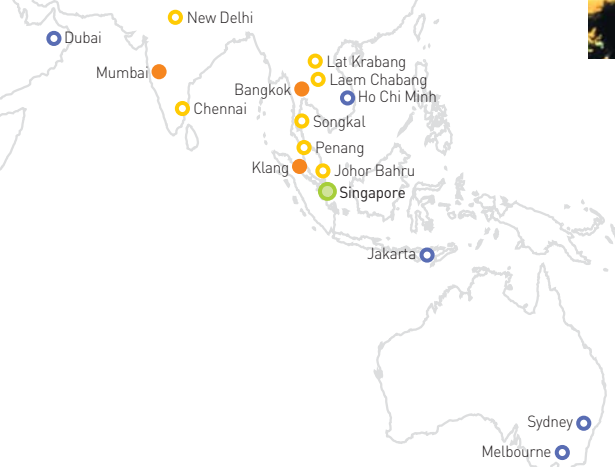 New Delhi
Dubai
Lat Krabang
Mumbai
Laem Chabang
Bangkok
Ho Chi Minh
Chennai
Songkal
Penang
Klang
Johor Bahru
Singapore
Jakarta
Sydney
Melbourne